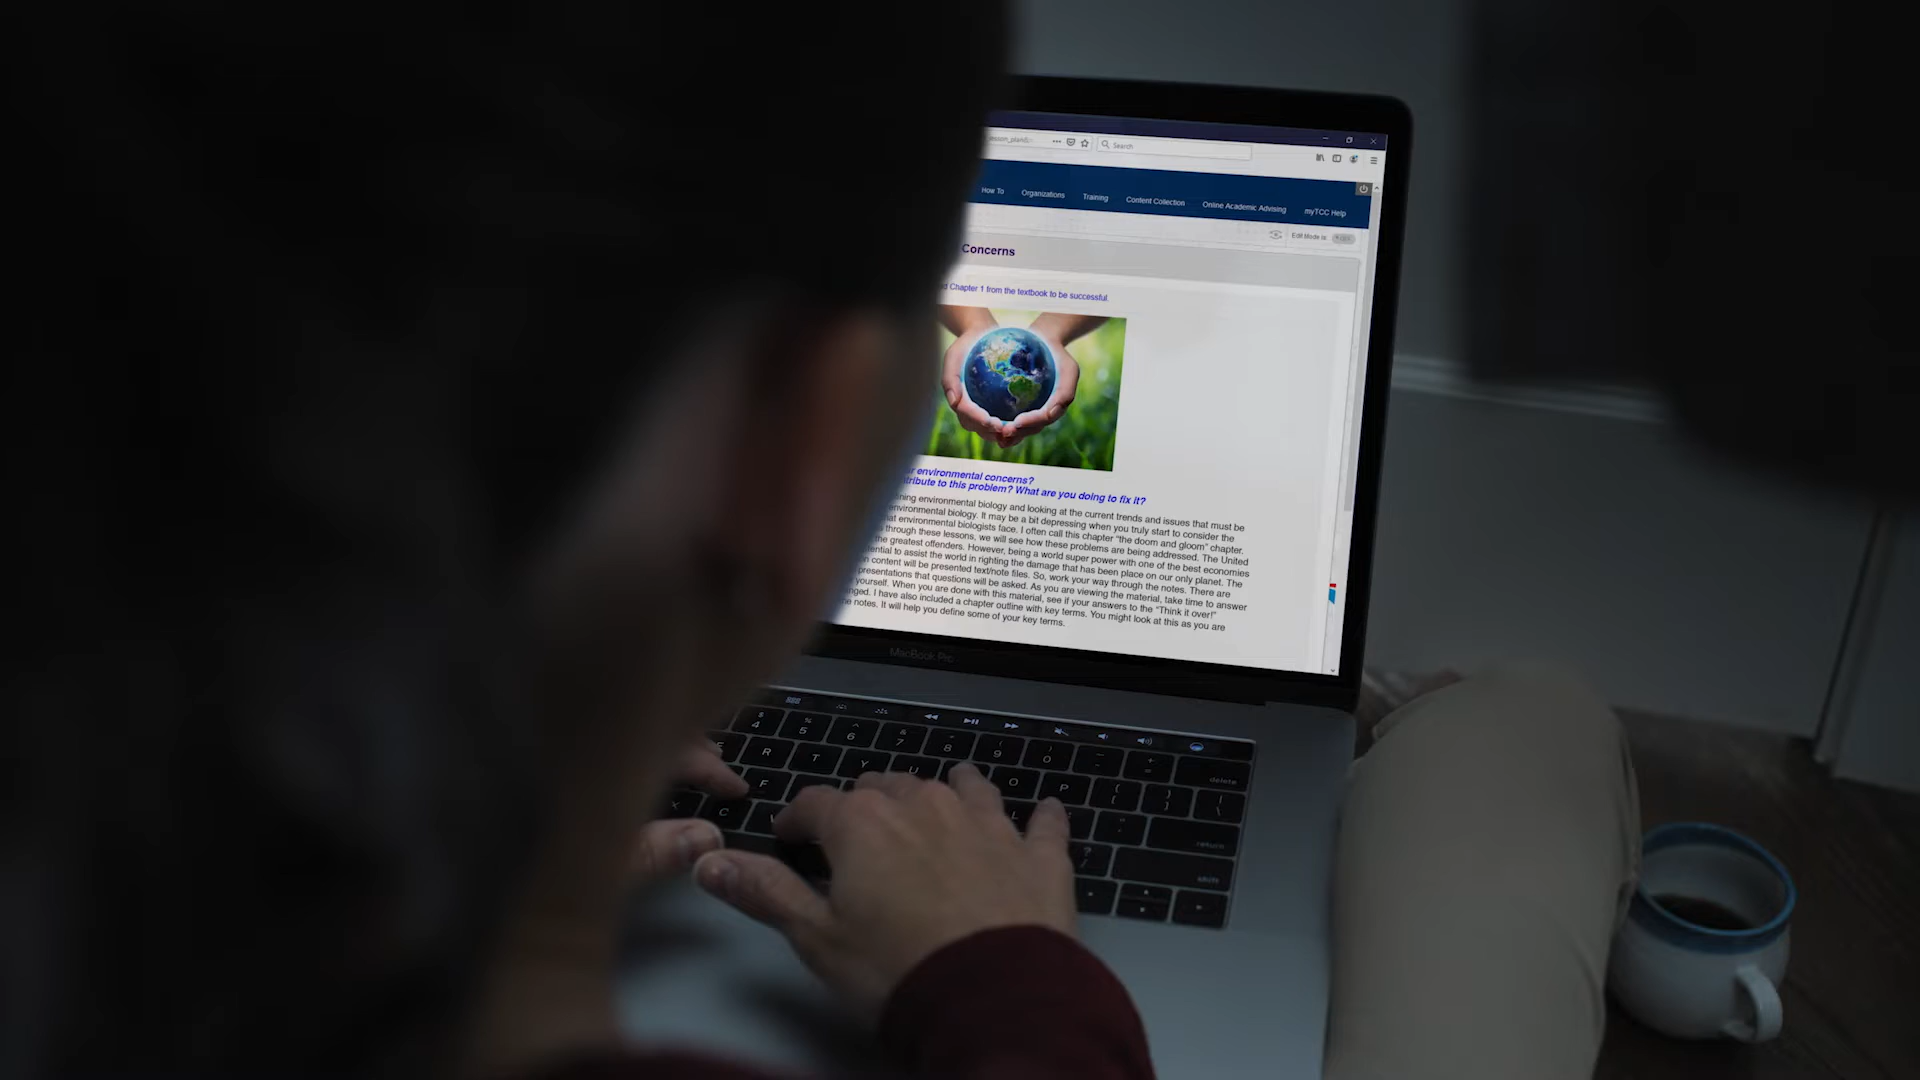 Search
How To Organizations Training Content Collection Online Academic Advising myTCC Help
Edit Mode is:
Concerns
Chapter 1 from the textbook to be successful.
environmental concerns?
to this problem? What are you doing to fix it?
environmental biology and looking at the current trends and issues that must be
environmental biology. It may be a bit depressing when you truly start to consider the
environmental biologists face. I often call this chapter "the doom and gloom" chapter.
through these lessons, we will see how these problems are being addressed. The United
the greatest offenders. However, being a world super power with one of the best economies
to assist the world in righting the damage that has been place on our only planet. The
content will be presented text/note files. So, work your way through the notes. There are
presentations that questions will be asked. As you are viewing the material, take time to answer
yourself. When you are done with this material, see if your answers to the "Think it over!"
I have also included a chapter outline with key terms. You might look at this as you are
notes. It will help you define some of your key terms.
MacBook Pro
$ % ^ & * ( ) _ +
4 5 6 7 8 9 0 - = delete
E R T Y U O P { [ } ] | \
F L : ; " ' return
X C V ? / shift